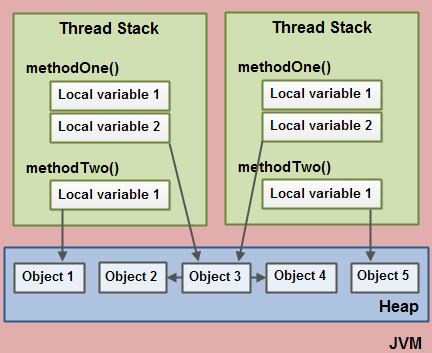 Thread Stack
methodOne()
Local variable 1
Local variable 2
methodTwo()
Local variable 1
Thread Stack
methodOne()
Local variable 1
Local variable 2
methodTwo()
Local variable 1
Object 1
Object 2
Object 3
Object 4
Object 5
Heap
JVM